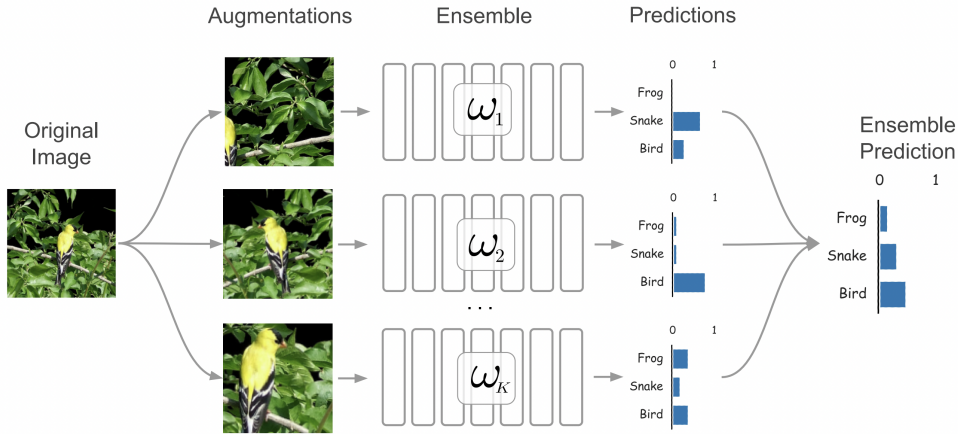 Augmentations
Ensemble
Predictions
Original
Image
ω1
0 1
Frog
Snake
Bird
ω2
0 1
Frog
Snake
Bird
...
ωK
0 1
Frog
Snake
Bird
Ensemble
Prediction
0 1
Frog
Snake
Bird